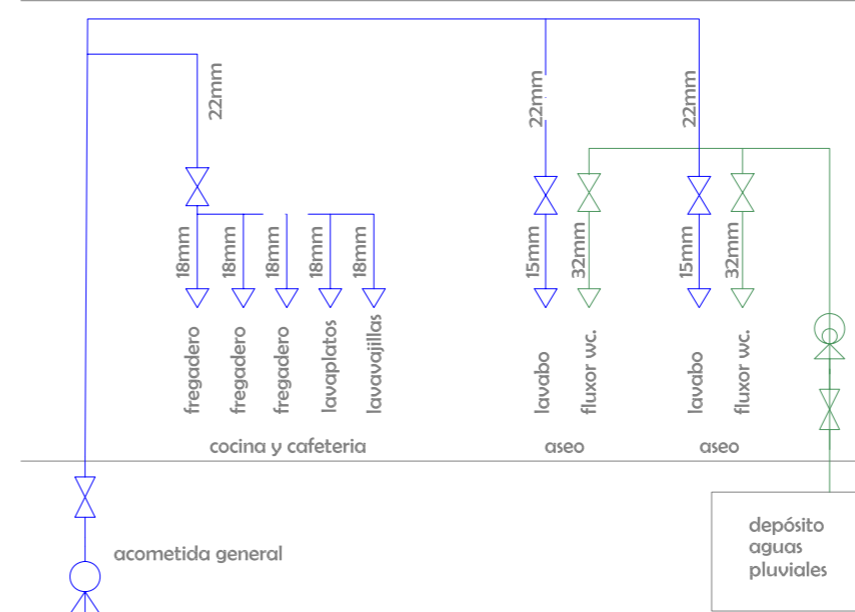 22mm
22mm
22mm
18mm
18mm
18mm
18mm
18mm
15mm
32mm
15mm
32mm
fregadero
fregadero
fregadero
lavaplatos
lavavajillas
lavabo
fluxor wc.
lavabo
fluxor wc.
cocina y cafeteria
aseo
aseo
acometida general
depósito
aguas
pluviales